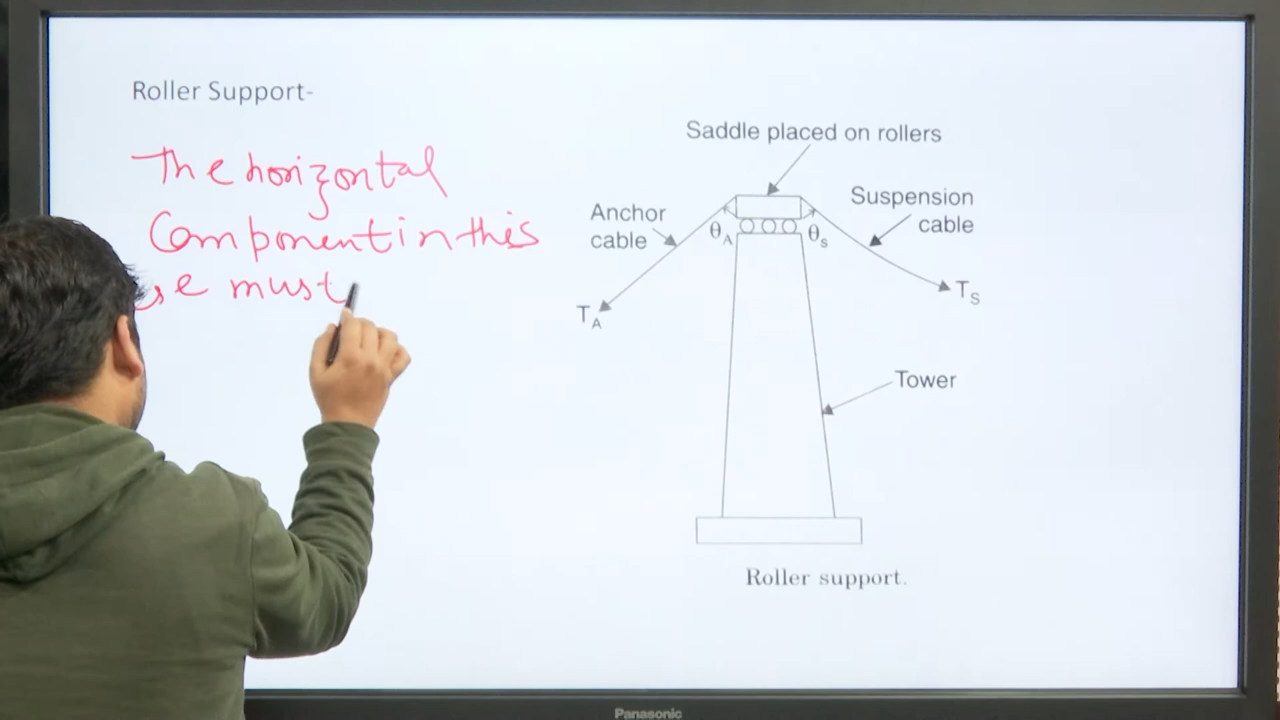 Roller Support-
The horizontal
Component in this
must
Saddle placed on rollers
Anchor
cable
Suspension
cable
θA
θs
TA
TS
Tower
Roller support.
Panasonic